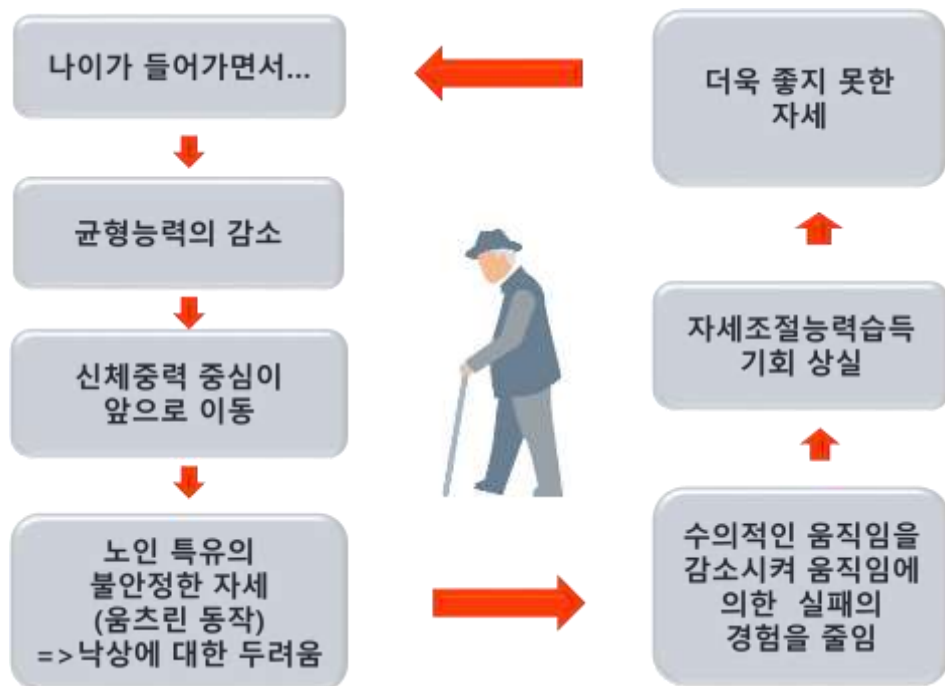 나이가 들어가면서...
균형능력의 감소
신체중력 중심이
앞으로 이동
노인 특유의
불안정한 자세
(움츠린 동작)
=>낙상에 대한 두려움
수의적인 움직임을
감소시켜 움직임에
의한 실패의
경험을 줄임
자세조절능력습득
기회 상실
더욱 좋지 못한
자세